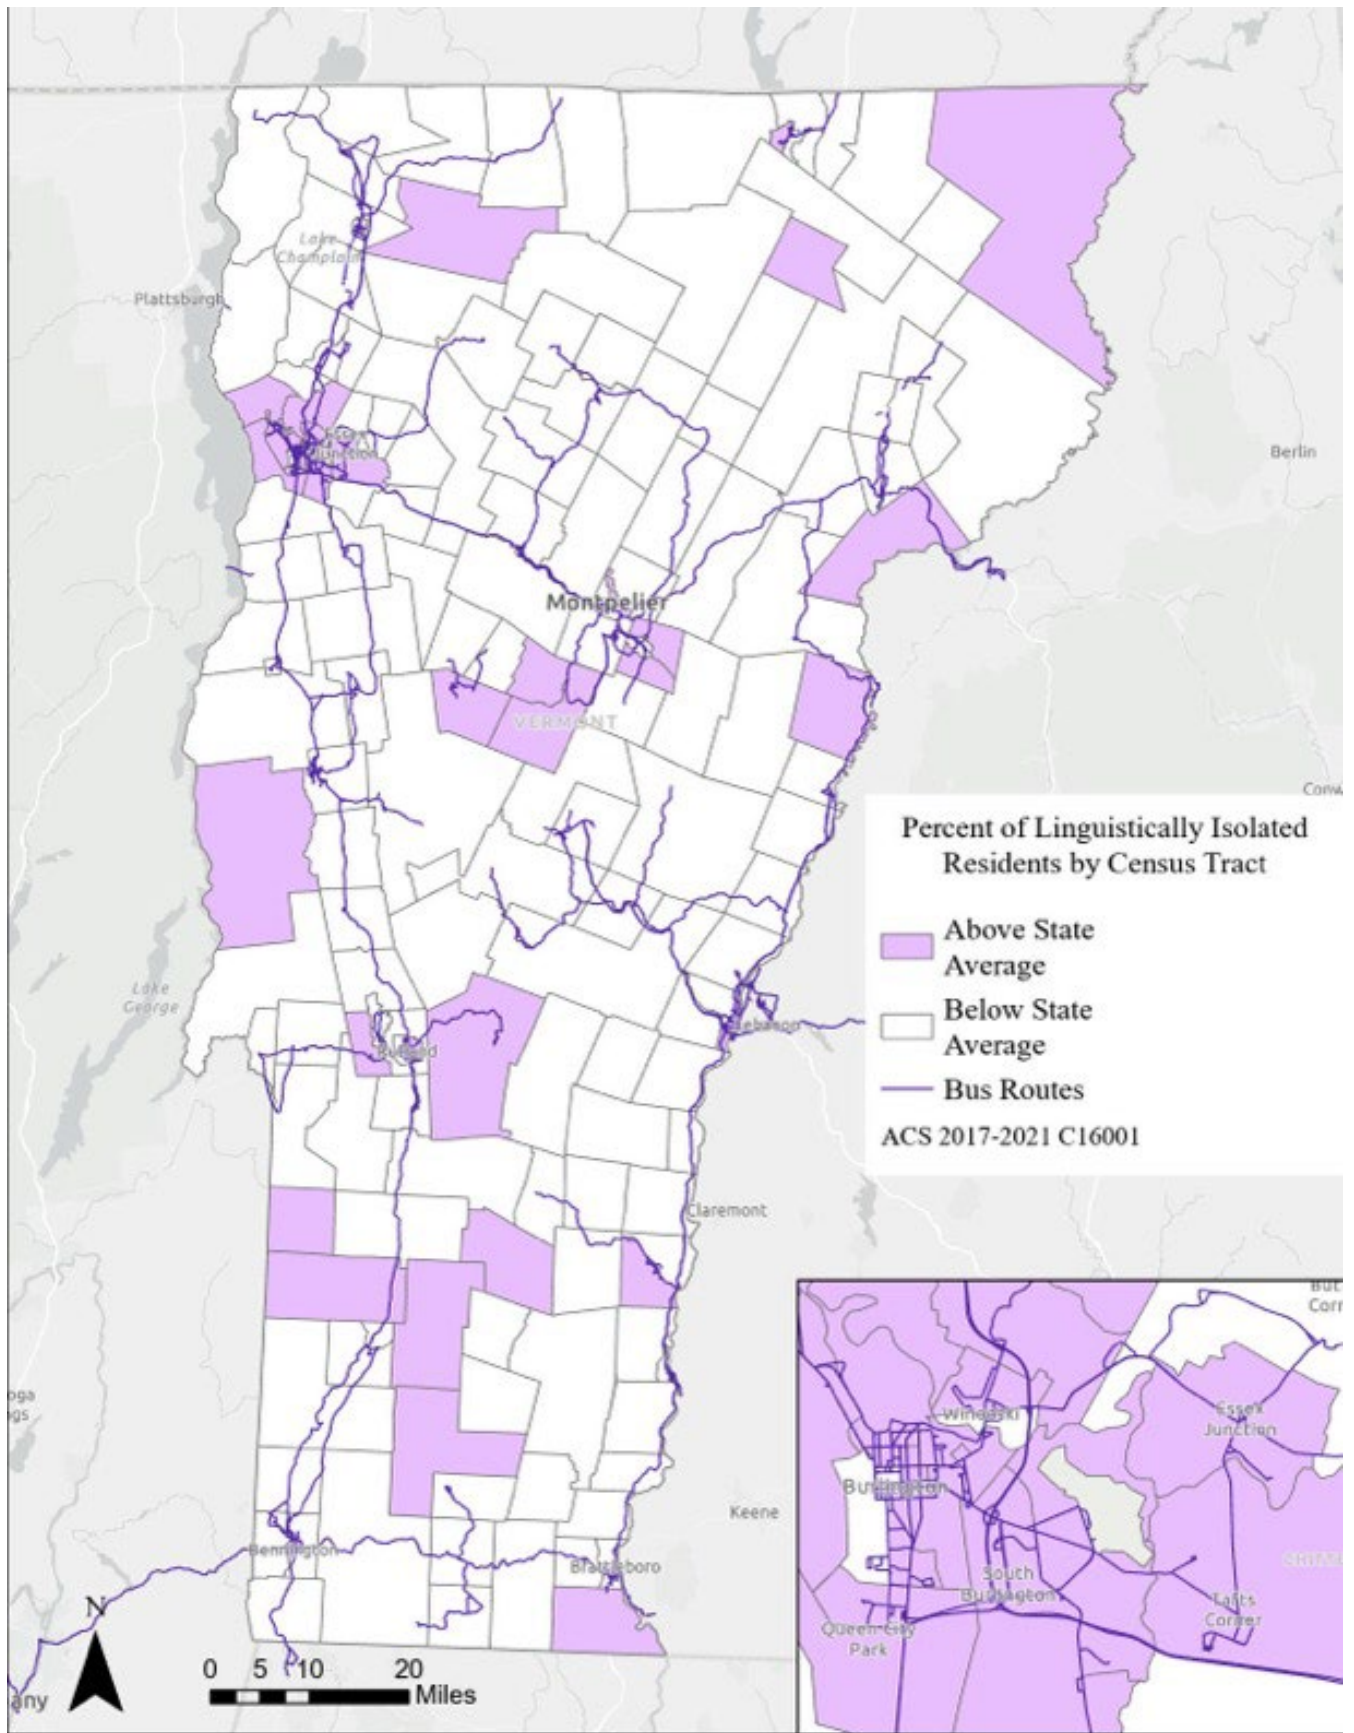 Lake
Champlain
Plattsburgh
Essex
Junction
Berlin
Montpelier
VERMONT
Percent of Linguistically Isolated
Residents by Census Tract
Above State
Average
Below State
Average
Bus Routes
ACS 2017-2021 C16001
Lake
George
Rutland
Lebanon
Claremont
Keene
Bennington
Brattleboro
Winooski
Essex
Junction
Burlington
South
Burlington
Tafts
Corner
Queen City
Park
N
0 5 10 20
Miles